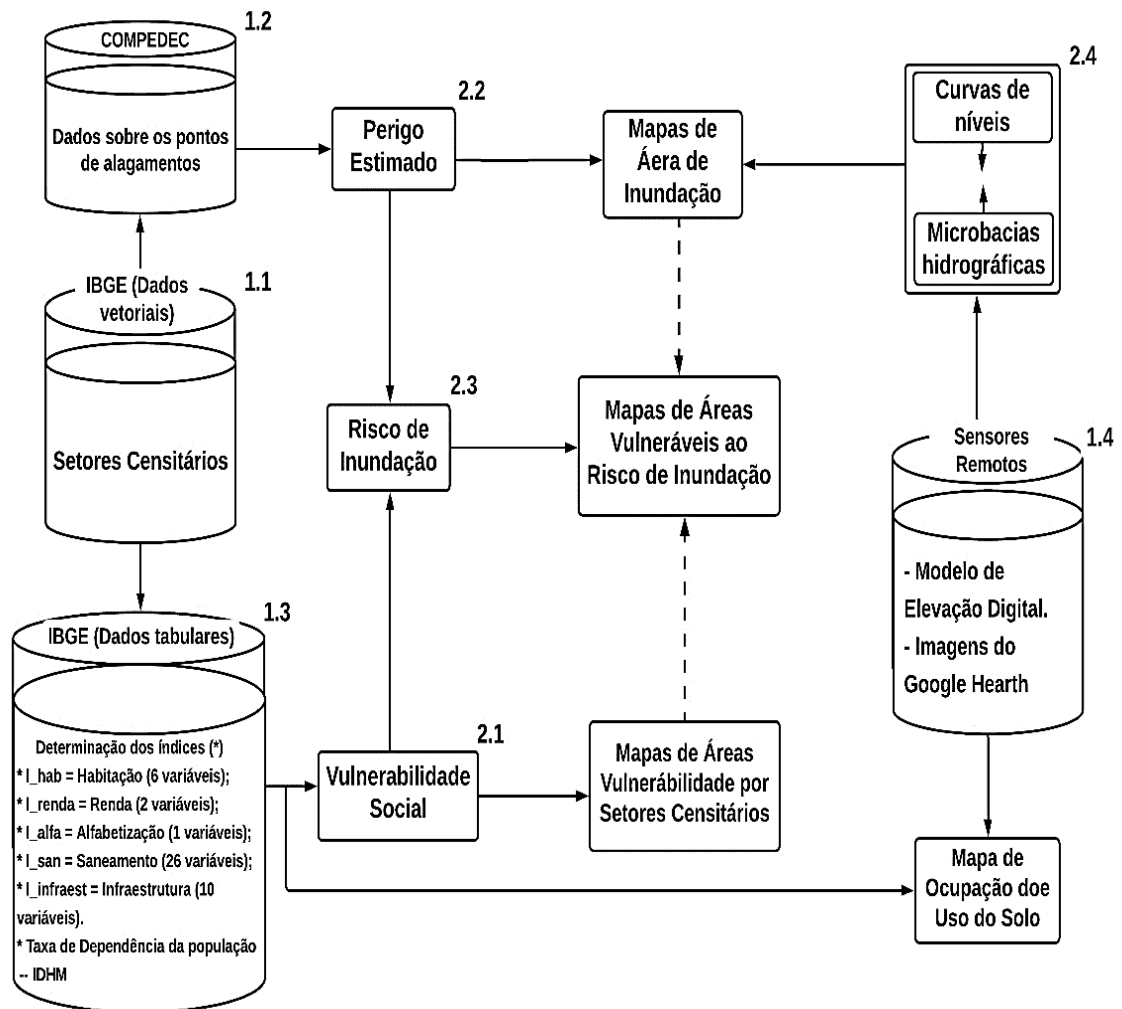 1.2
COMPEDEC
Dados sobre os pontos
de alagamentos
2.2
Perigo
Estimado
Mapas de
Áera de
Inundação
2.4
Curvas de
níveis
Microbacias
hidrográficas
1.1
IBGE (Dados
vetoriais)
Setores Censitários
2.3
Risco de
Inundação
Mapas de Áreas
Vulneráveis ao
Risco de Inundação
1.4
Sensores
Remotos
- Modelo de
Elevação Digital.
- Imagens do
Google Hearth
1.3
IBGE (Dados tabulares)
Determinação dos índices (*)
* I_hab = Habitação (6 variáveis);
* I_renda = Renda (2 variáveis);
* I_alfa = Alfabetização (1 variáveis);
* I_san = Saneamento (26 variáveis);
* I_infraest = Infraestrutura (10
variáveis).
* Taxa de Dependência da população
-- IDHM
2.1
Vulnerabilidade
Social
Mapas de Áreas
Vulnerábilidade por
Setores Censitários
Mapa de
Ocupação doe
Uso do Solo